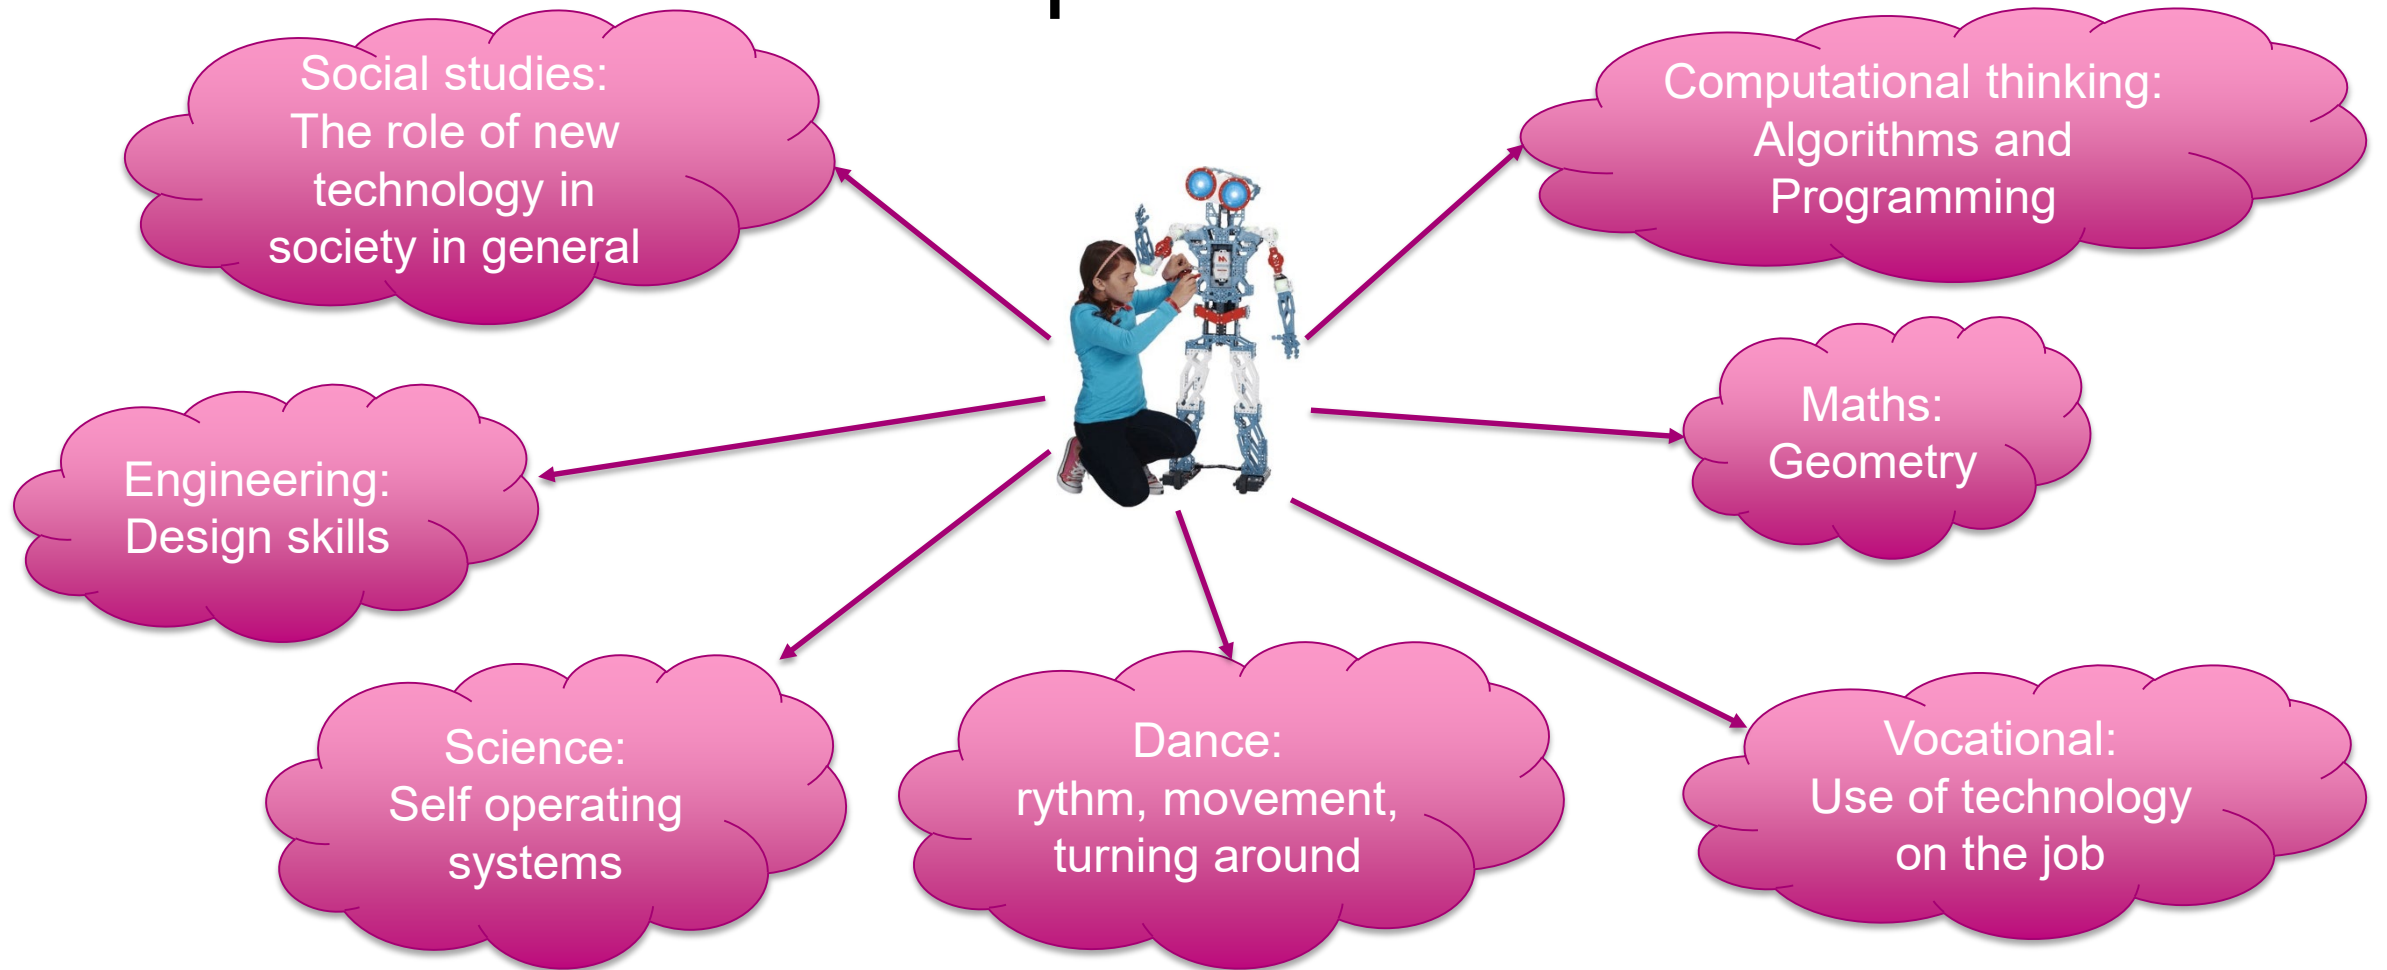 Social studies:
The role of new
technology in
society in general
Computational thinking:
Algorithms and
Programming
Maths:
Geometry
Engineering:
Design skills
Science:
Self operating
systems
Dance:
rythm, movement,
turning around
Vocational:
Use of technology
on the job